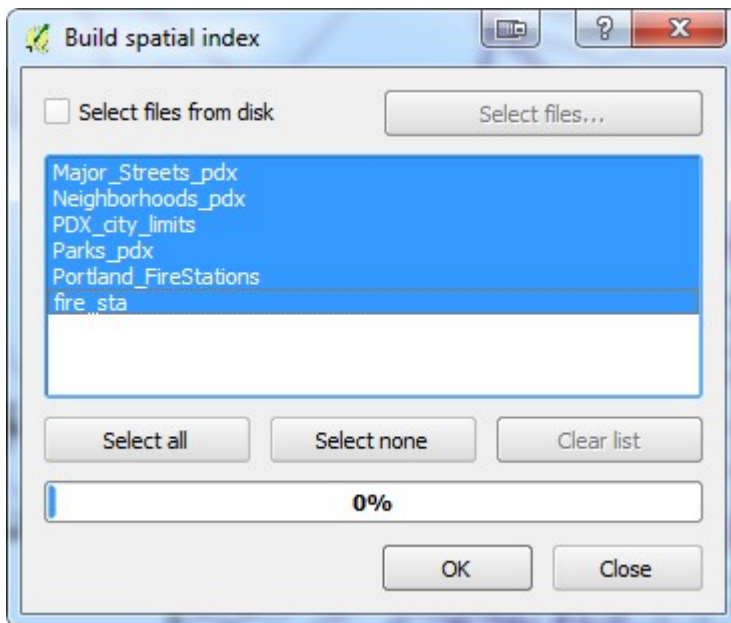 Build spatial index
Select files from disk
Select files...
Major_Streets_pdx
Neighborhoods_pdx
PDX_city_limits
Parks_pdx
Portland_FireStations
fire_sta
Select all
Select none
Clear list
0%
OK
Close